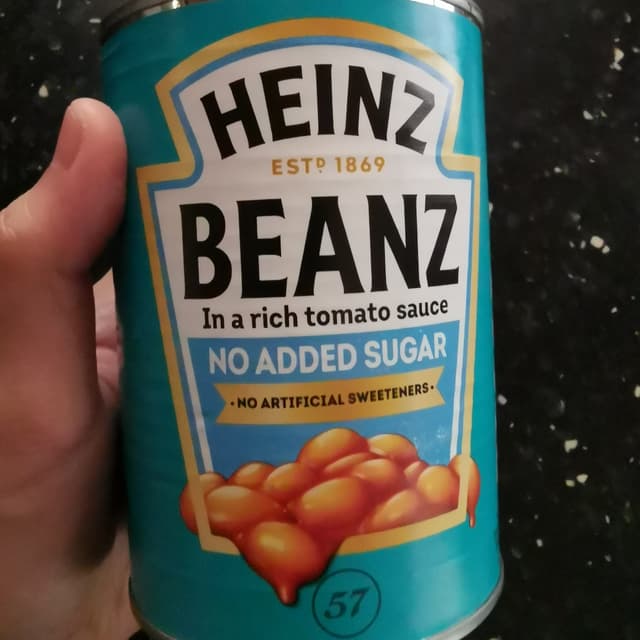 HEINZ
ESTD 1869
BEANZ
In a rich tomato sauce
NO ADDED SUGAR
• NO ARTIFICIAL SWEETENERS •
57